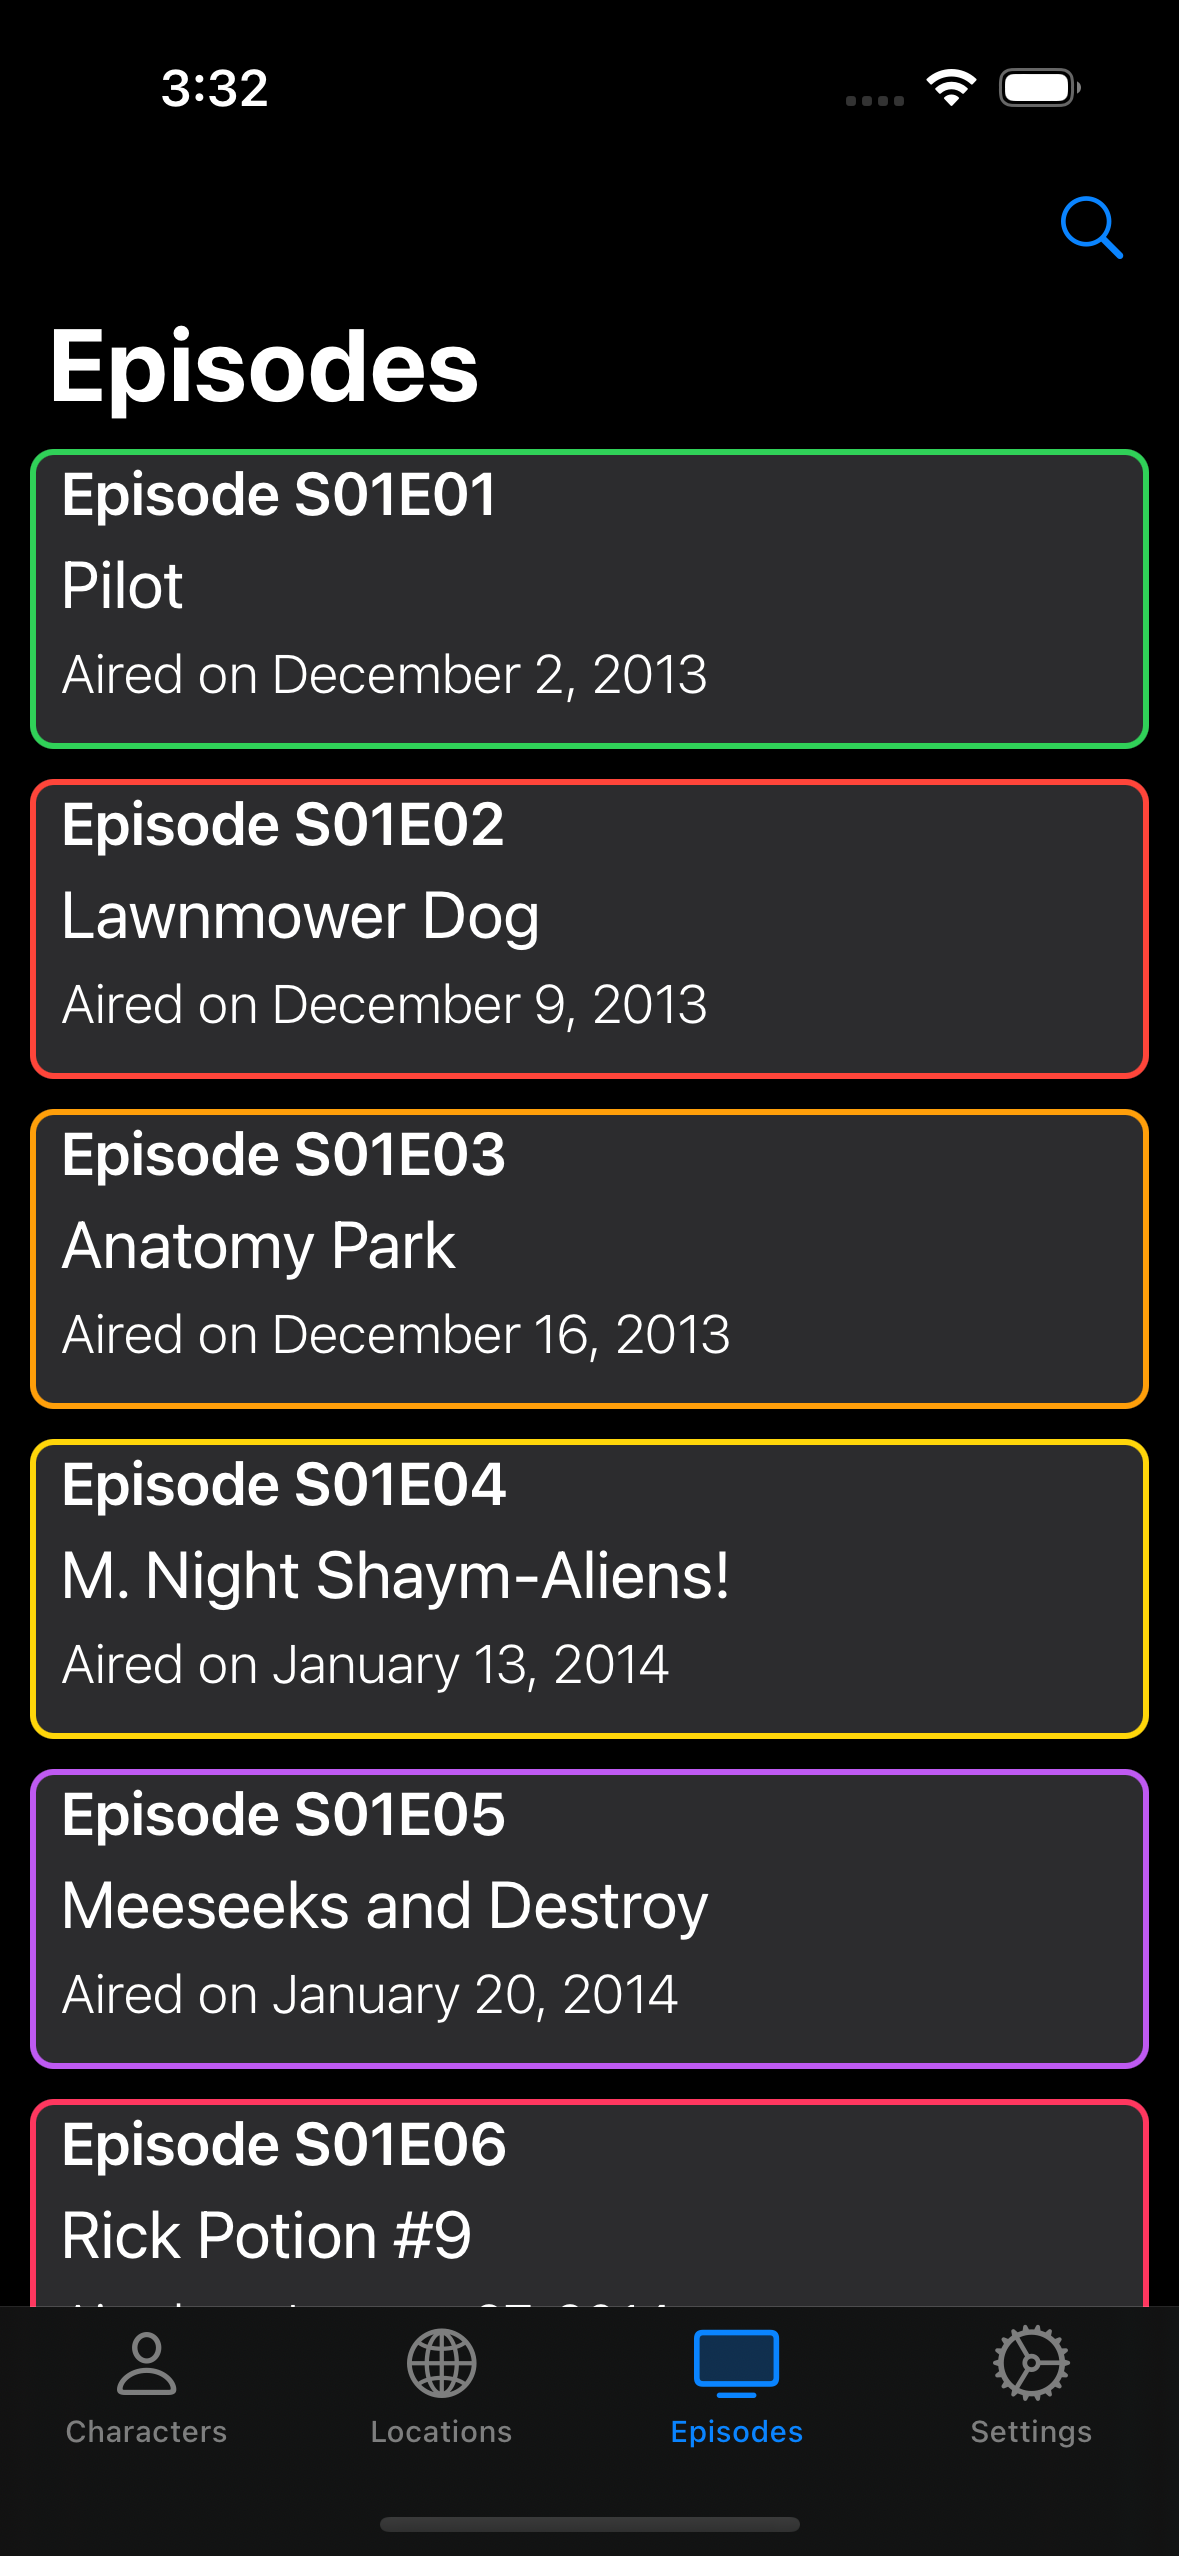 3:32
Episodes
Episode S01E01
Pilot
Aired on December 2, 2013
Episode S01E02
Lawnmower Dog
Aired on December 9, 2013
Episode S01E03
Anatomy Park
Aired on December 16, 2013
Episode S01E04
M. Night Shaym-Aliens!
Aired on January 13, 2014
Episode S01E05
Meeseeks and Destroy
Aired on January 20, 2014
Episode S01E06
Rick Potion #9
Characters
Locations
Episodes
Settings